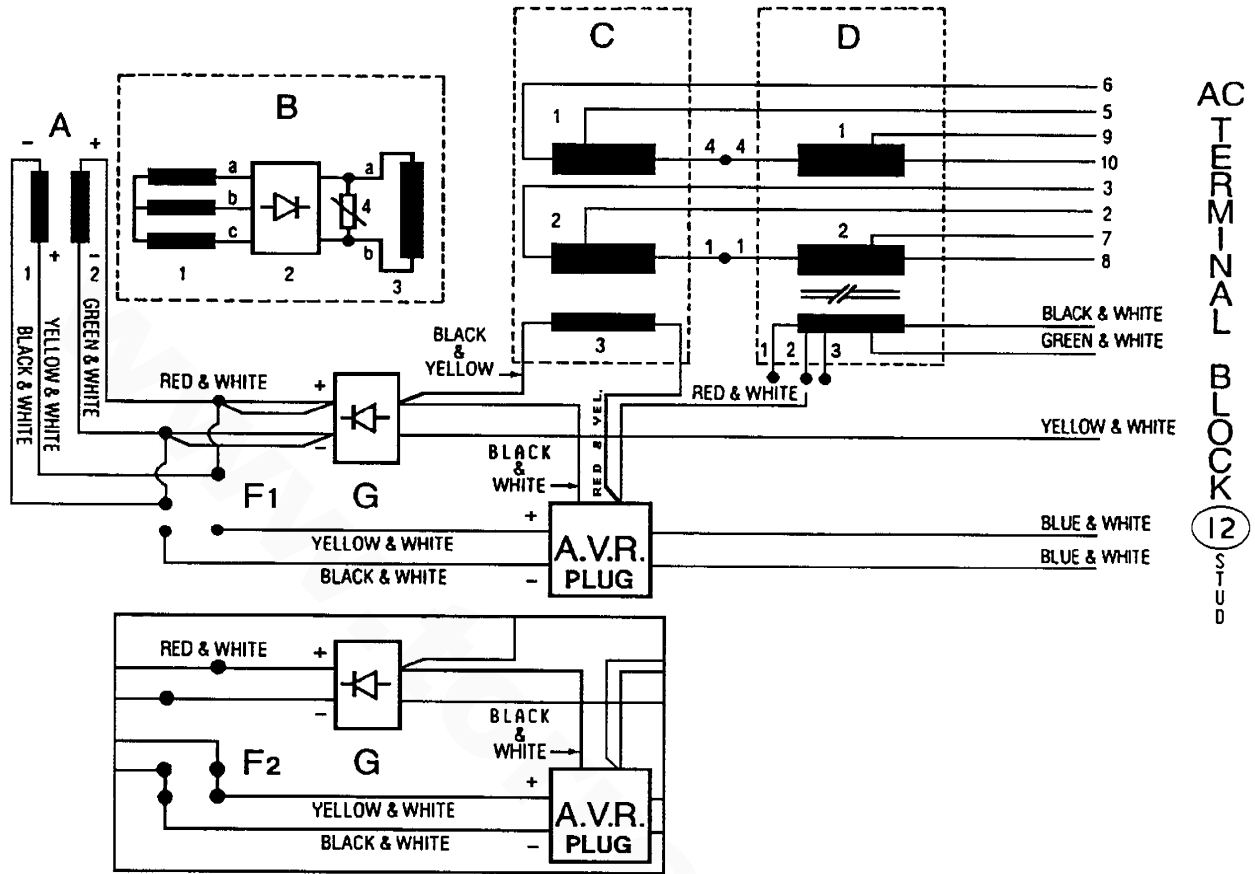 C
D
6
5
9
10
3
2
7
8
1
4 4
1
2
1 1
2
3
1 2 3
A
- +
+ -
1
2
B
a
b
c
a
b
4
1
2
3
BLACK & WHITE
YELLOW & WHITE
GREEN & WHITE
BLACK
&
YELLOW
RED & WHITE
+
-
F1
G
RED & WHITE
RED & YEL.
BLACK
&
WHITE
BLACK & WHITE
GREEN & WHITE
YELLOW & WHITE
+
YELLOW & WHITE
BLACK & WHITE
-
A.V.R.
PLUG
BLUE & WHITE
BLUE & WHITE
AC
TERMINAL BLOCK
12
STUD
RED & WHITE
+
-
F2
G
BLACK
&
WHITE
+
YELLOW & WHITE
BLACK & WHITE
-
A.V.R.
PLUG